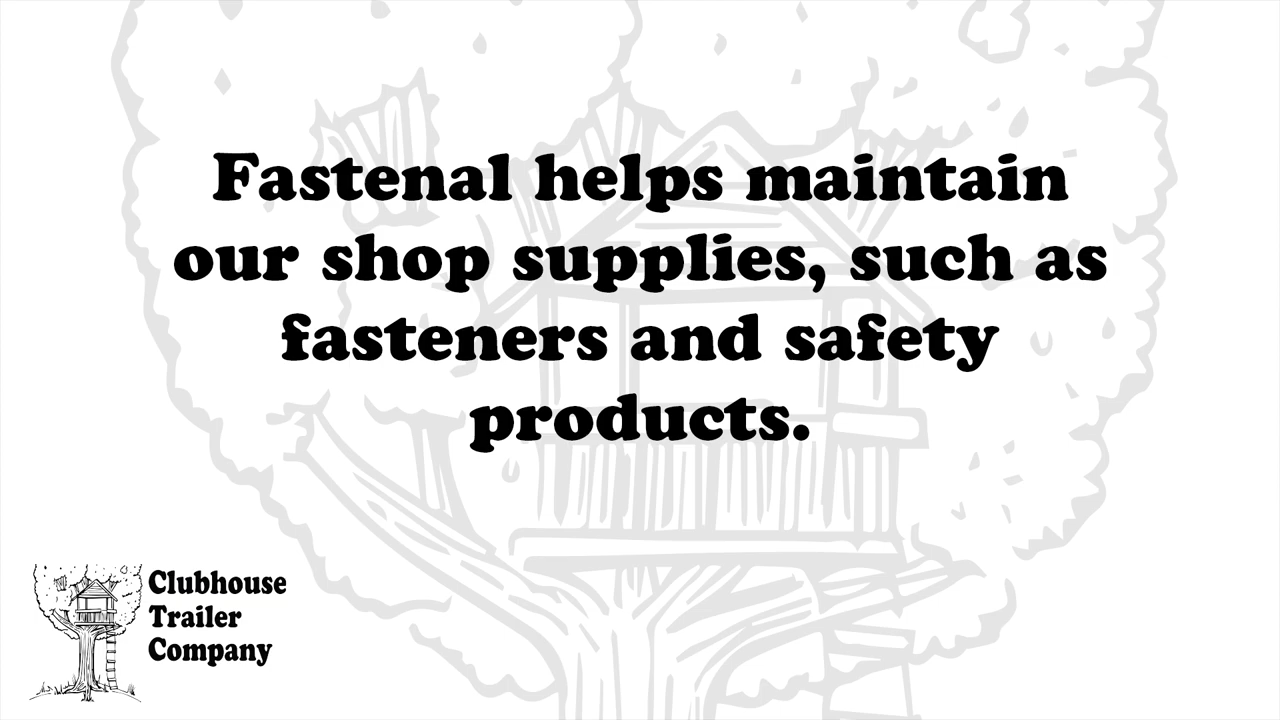 Fastenal helps maintain
our shop supplies, such as
fasteners and safety
products.
Clubhouse
Trailer
Company